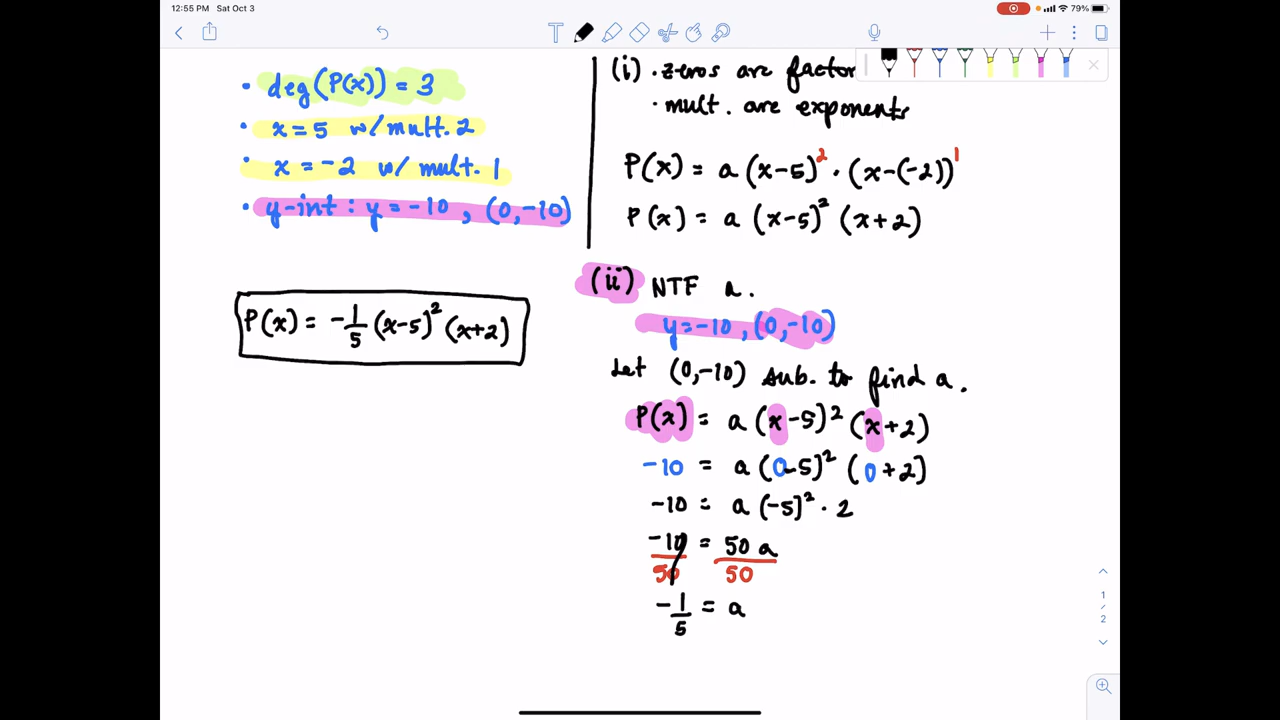 12:55 PM Sat Oct 3
79%
• deg(P(x)) = 3
• x = 5 w/ mult. 2
• x = -2 w/ mult. 1
• y-int : y = -10 , (0,-10)
P(x) = -1/5 (x-5)² (x+2)
(i) • zeros are factor
• mult. are exponents
P(x) = a (x-5)² · (x-(-2))¹
P(x) = a (x-5)² (x+2)
(ii) NTF a.
y = -10 , (0,-10)
Let (0,-10) sub. to find a.
P(x) = a (x-5)² (x+2)
-10 = a (0-5)² (0+2)
-10 = a (-5)² · 2
-10 = 50 a
50 50
-1/5 = a
1
/
2